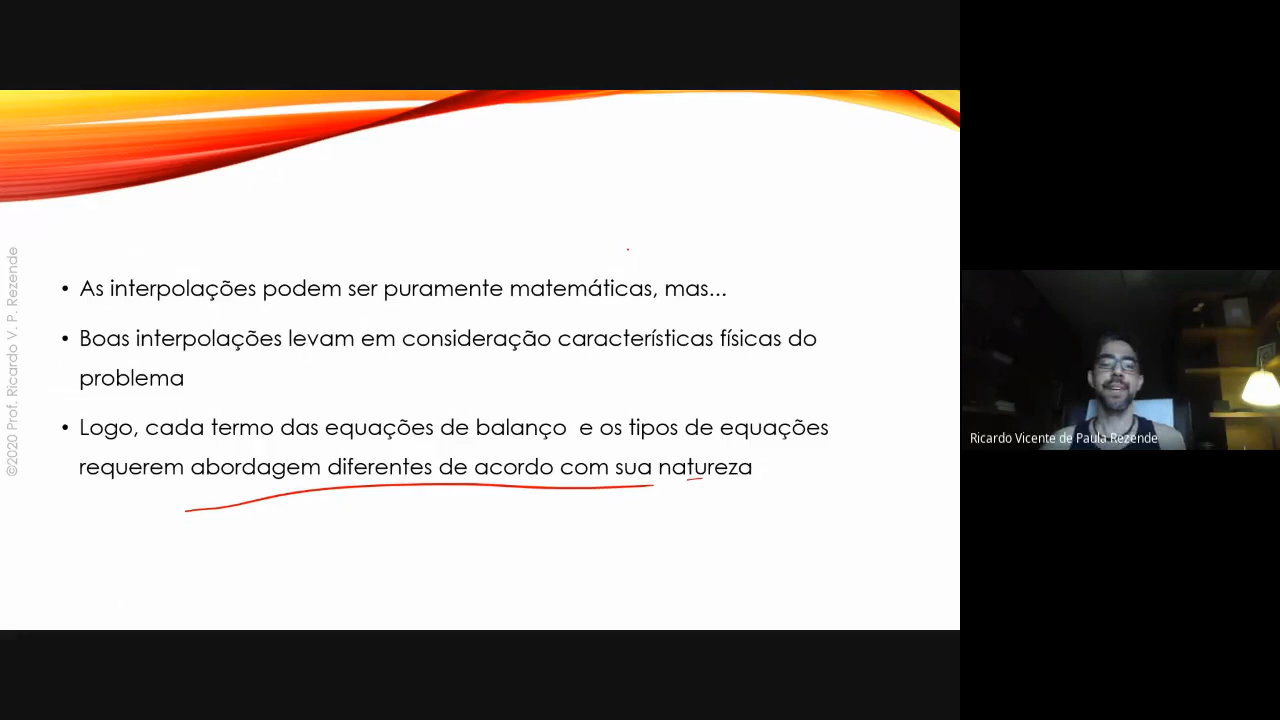 • As interpolações podem ser puramente matemáticas, mas...
• Boas interpolações levam em consideração características físicas do
problema
• Logo, cada termo das equações de balanço  e os tipos de equações
requerem abordagem diferentes de acordo com sua natureza
©2020 Prof. Ricardo V. P. Rezende
Ricardo Vicente de Paula Rezende